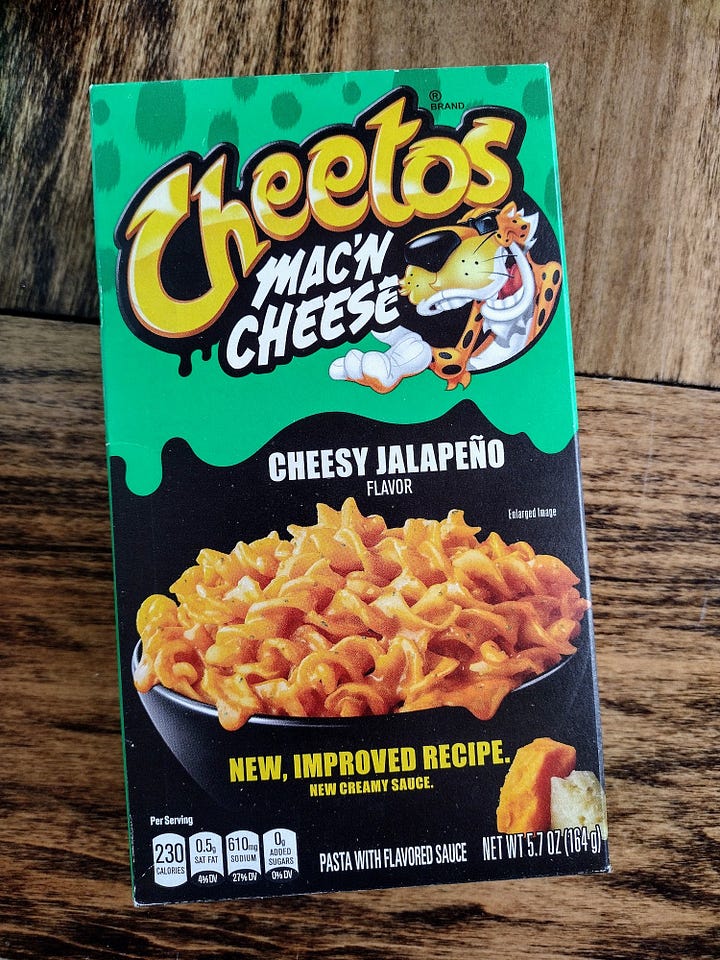 ®
BRAND
Cheetos
MAC'N
CHEESE
CHEESY JALAPEÑO
FLAVOR
Enlarged Image
NEW, IMPROVED RECIPE.
NEW CREAMY SAUCE.
Per Serving
230
CALORIES
0.5g
SAT FAT
4% DV
610mg
SODIUM
27% DV
0g
ADDED
SUGARS
0% DV
PASTA WITH FLAVORED SAUCE
NET WT 5.7 OZ (164 g)